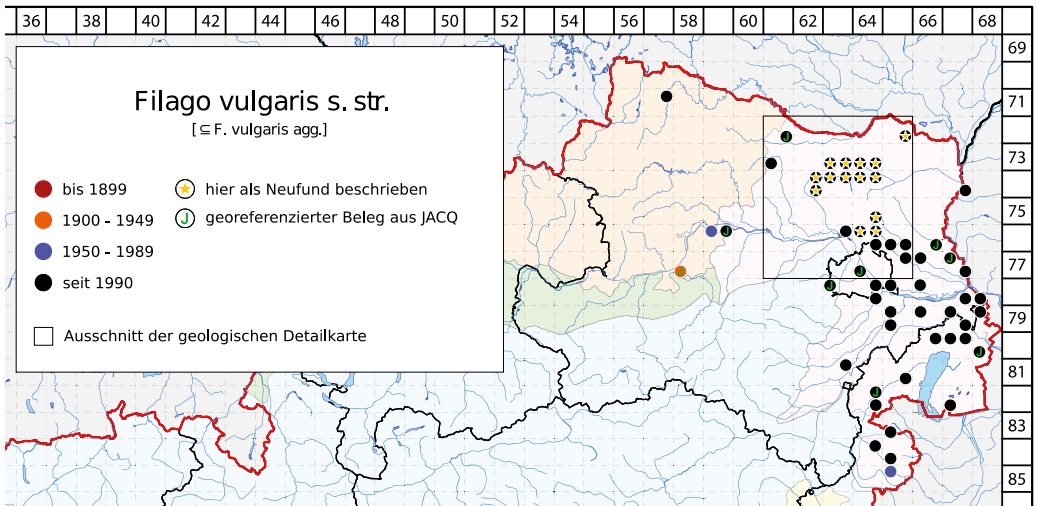 36 38 40 42 44 46 48 50 52 54 56 58 60 62 64 66 68
69
71
73
75
77
79
81
83
85
Filago vulgaris s. str.
[ ⊆ F. vulgaris agg.]
bis 1899
1900 - 1949
1950 - 1989
seit 1990
hier als Neufund beschrieben
J georeferenzierter Beleg aus JACQ
Ausschnitt der geologischen Detailkarte
J
J
J
J
J
J
J
J
J